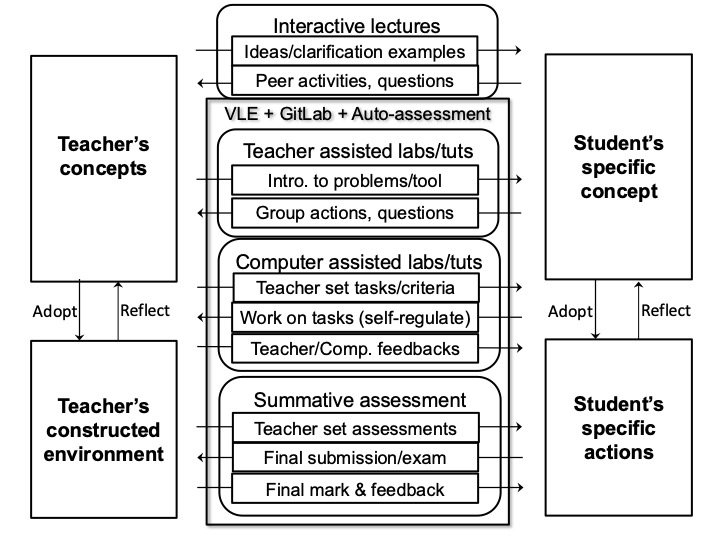 Interactive lectures
Ideas/clarification examples
Peer activities, questions
VLE + GitLab + Auto-assessment
Teacher assisted labs/tuts
Intro. to problems/tool
Group actions, questions
Computer assisted labs/tuts
Teacher set tasks/criteria
Work on tasks (self-regulate)
Teacher/Comp. feedbacks
Summative assessment
Teacher set assessments
Final submission/exam
Final mark & feedback
Teacher's
concepts
Adopt
Reflect
Teacher's
constructed
environment
Student's
specific
concept
Adopt
Reflect
Student's
specific
actions